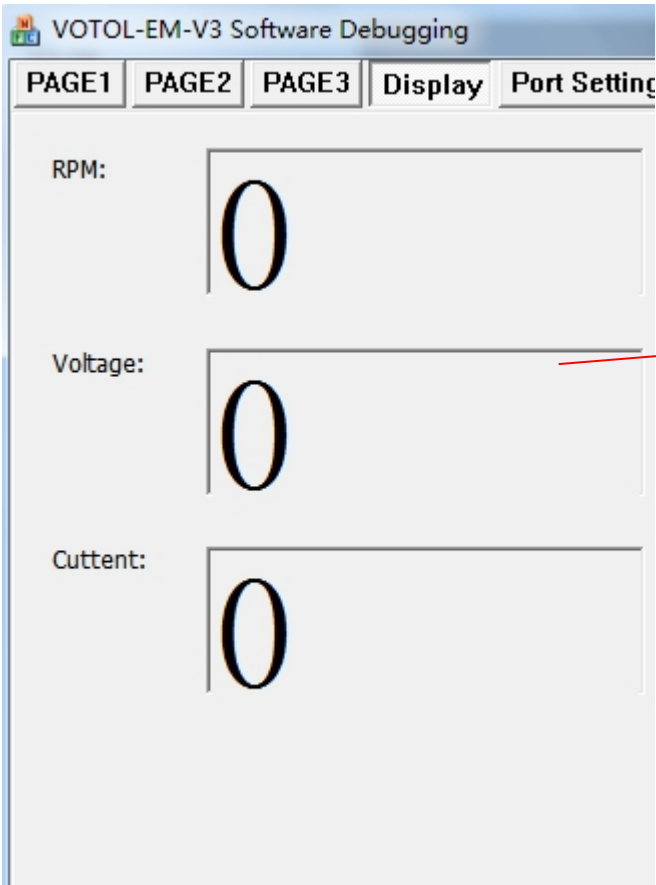 VOTOL-EM-V3 Software Debugging
PAGE1 PAGE2 PAGE3 Display Port Setting
RPM:
0
Voltage:
0
Cuttent:
0